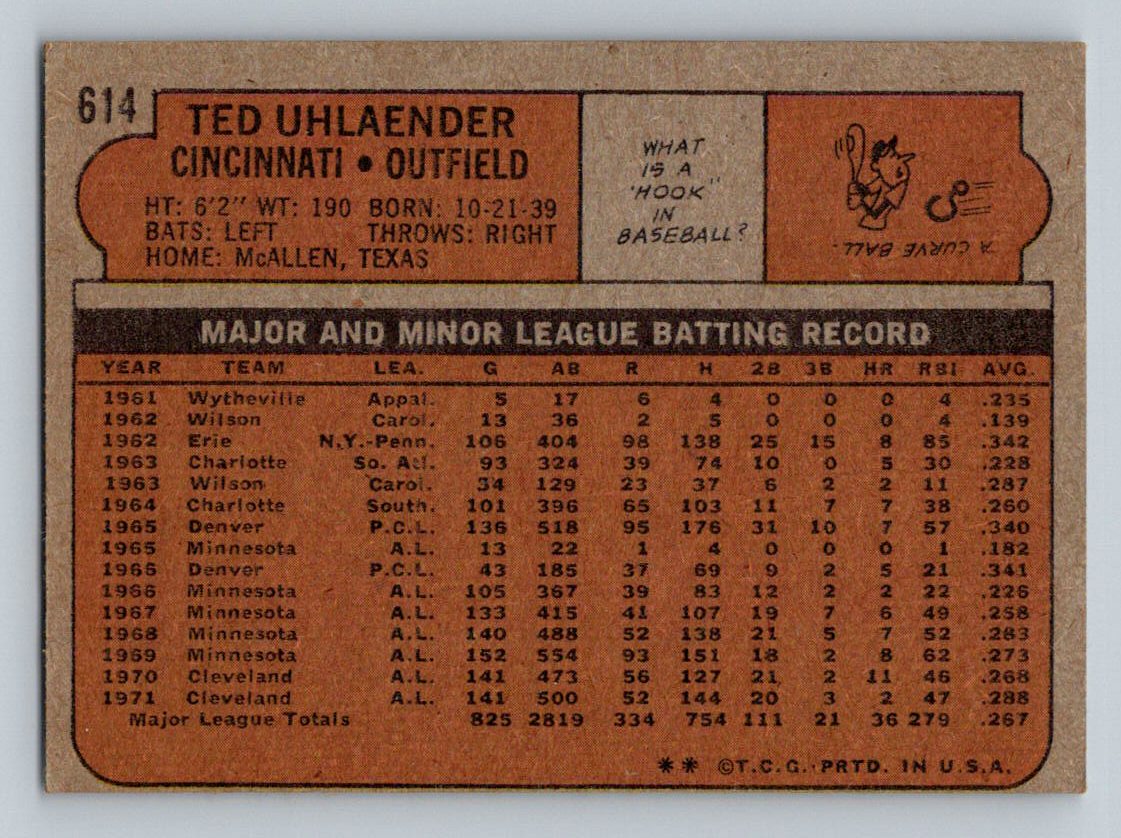 614
TED UHLAENDER
CINCINNATI • OUTFIELD
HT: 6'2" WT: 190 BORN: 10-21-39
BATS: LEFT THROWS: RIGHT
HOME: McALLEN, TEXAS
WHAT
IS A
'HOOK"
IN
BASEBALL?
A CURVE BALL.
MAJOR AND MINOR LEAGUE BATTING RECORD
YEAR TEAM LEA. G AB R H 2B 3B HR RBI AVG.
1961 Wytheville Appal. 5 17 6 4 0 0 0 4 .235
1962 Wilson Carol. 13 36 2 5 0 0 0 4 .139
1962 Erie N.Y.-Penn. 106 404 98 138 25 15 8 85 .342
1963 Charlotte So. Atl. 93 324 39 74 10 0 5 30 .228
1963 Wilson Carol. 34 129 23 37 6 2 2 11 .287
1964 Charlotte South. 101 396 65 103 11 7 7 38 .260
1965 Denver P.C.L. 136 518 95 176 31 10 7 57 .340
1965 Minnesota A.L. 13 22 1 4 0 0 0 1 .182
1966 Denver P.C.L. 43 185 37 69 9 2 5 21 .341
1966 Minnesota A.L. 105 367 39 83 12 2 2 22 .226
1967 Minnesota A.L. 133 415 41 107 19 7 6 49 .258
1968 Minnesota A.L. 140 488 52 138 21 5 7 52 .283
1969 Minnesota A.L. 152 554 93 151 18 2 8 62 .273
1970 Cleveland A.L. 141 473 56 127 21 2 11 46 .268
1971 Cleveland A.L. 141 500 52 144 20 3 2 47 .288
Major League Totals 825 2819 334 754 111 21 36 279 .267
** ©T.C.G. PRTD. IN U.S.A.